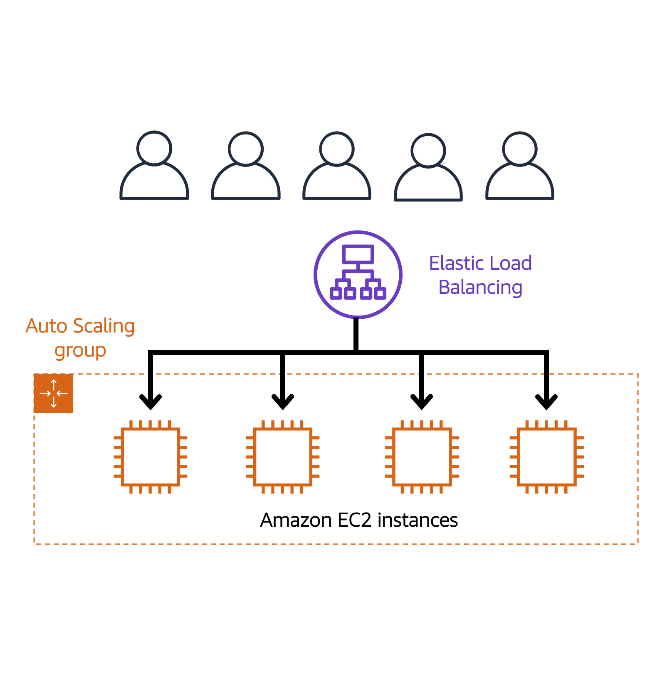 Elastic Load
Balancing
Auto Scaling
group
Amazon EC2 instances